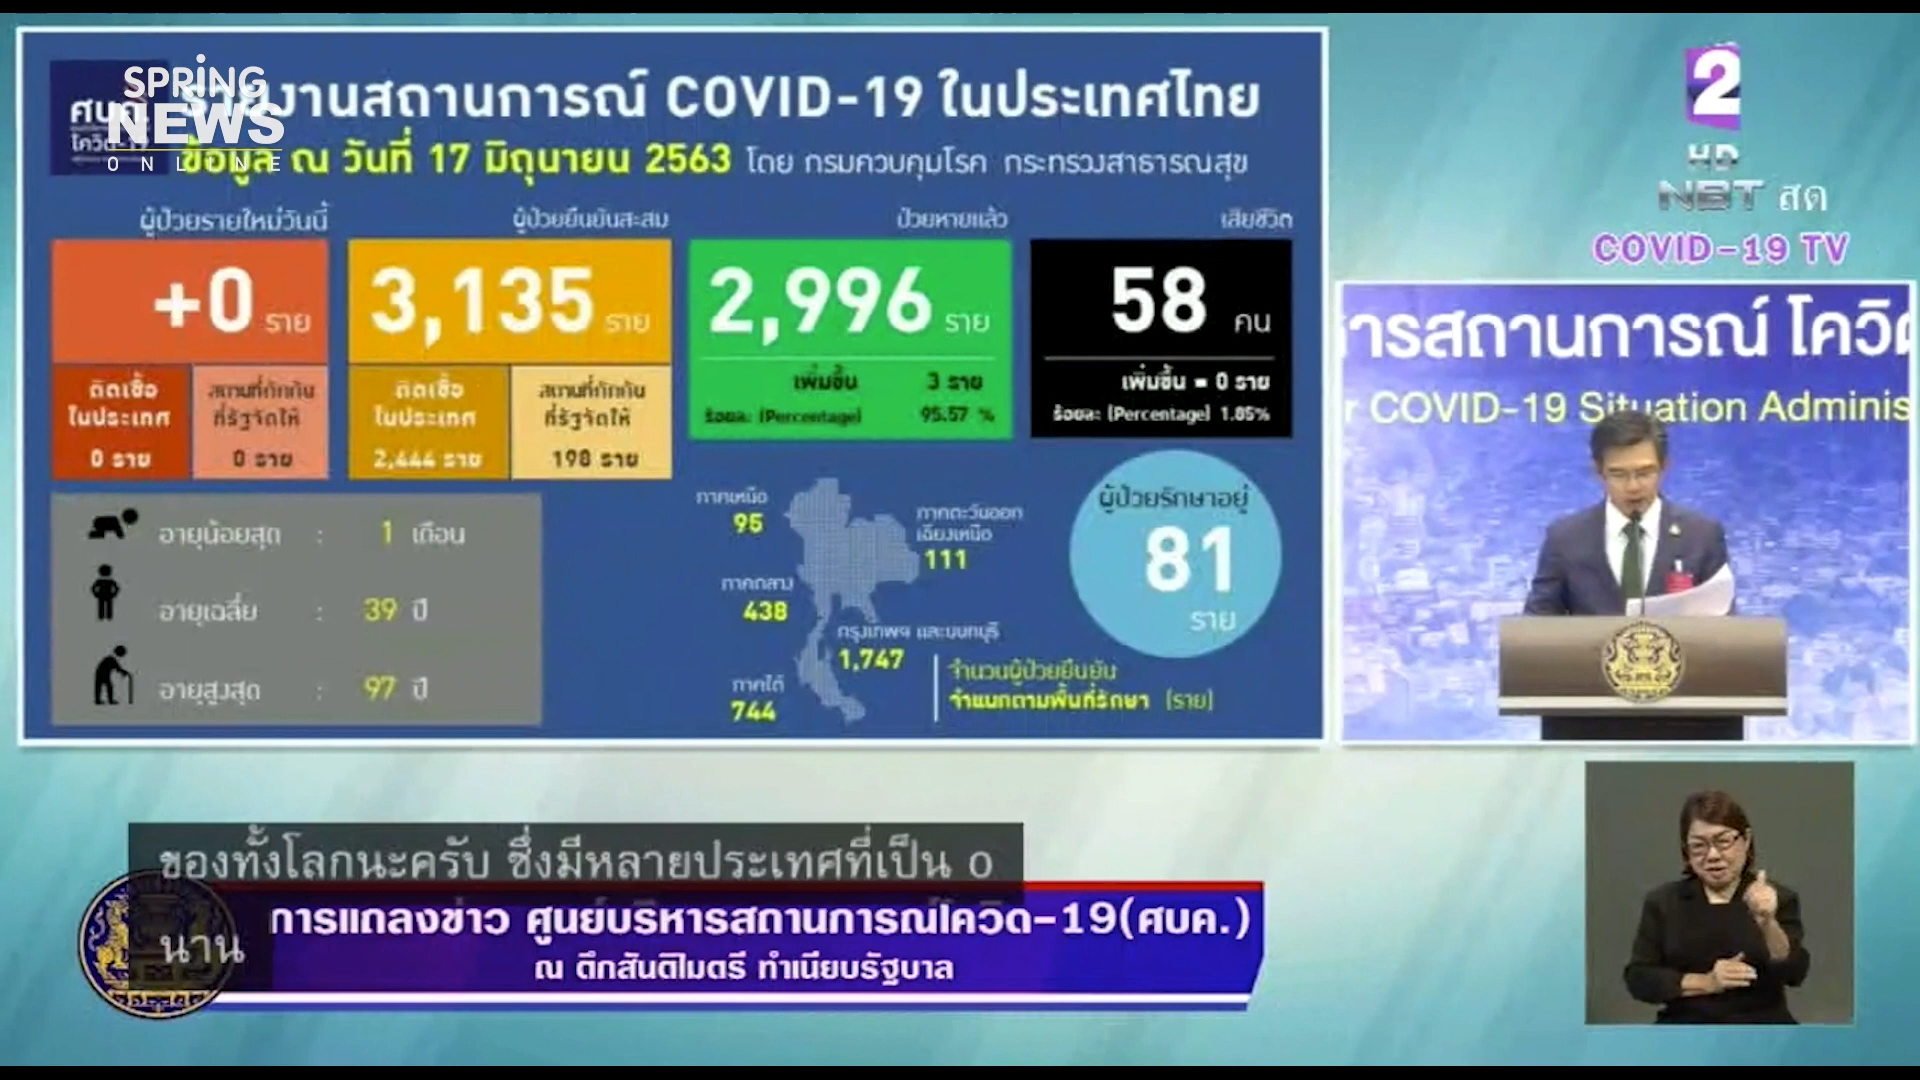 SPRiNG
NEWS
ONLINE
ศบค.
โควิด-19
รายงานสถานการณ์ COVID-19 ในประเทศไทย
ข้อมูล ณ วันที่ 17 มิถุนายน 2563 โดย กรมควบคุมโรค กระทรวงสาธารณสุข
ผู้ป่วยรายใหม่วันนี้
+0 ราย
ติดเชื้อ
ในประเทศ
0 ราย
สถานที่กักกัน
ที่รัฐจัดให้
0 ราย
ผู้ป่วยยืนยันสะสม
3,135 ราย
ติดเชื้อ
ในประเทศ
2,444 ราย
สถานที่กักกัน
ที่รัฐจัดให้
198 ราย
ป่วยหายแล้ว
2,996 ราย
เพิ่มขึ้น 3 ราย
ร้อยละ (Percentage) 95.57 %
เสียชีวิต
58 คน
เพิ่มขึ้น = 0 ราย
ร้อยละ (Percentage) 1.85%
อายุน้อยสุด : 1 เดือน
อายุเฉลี่ย : 39 ปี
อายุสูงสุด : 97 ปี
ภาคเหนือ
95
ภาคตะวันออก
เฉียงเหนือ
111
ภาคกลาง
438
กรุงเทพฯ และนนทบุรี
1,747
ภาคใต้
744
ผู้ป่วยรักษาอยู่
81
ราย
จำนวนผู้ป่วยยืนยัน
จำแนกตามพื้นที่รักษา (ราย)
2
HD
NBT สด
COVID-19 TV
ารสถานการณ์ โควิด
r COVID-19 Situation Adminis
ของทั้งโลกนะครับ ซึ่งมีหลายประเทศที่เป็น 0
นาน
การแถลงข่าว ศูนย์บริหารสถานการณ์โควิด-19(ศบค.)
ณ ตึกสันติไมตรี ทำเนียบรัฐบาล